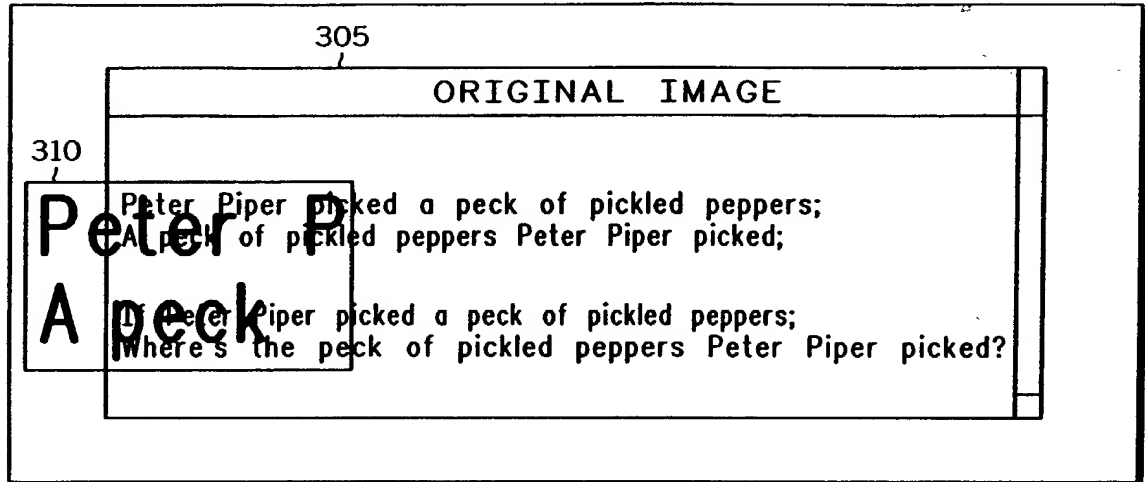 305
ORIGINAL IMAGE
310
Peter P
A peck
Peter Piper picked a peck of pickled peppers;
A peck of pickled peppers Peter Piper picked;
If Peter Piper picked a peck of pickled peppers;
Where's the peck of pickled peppers Peter Piper picked?